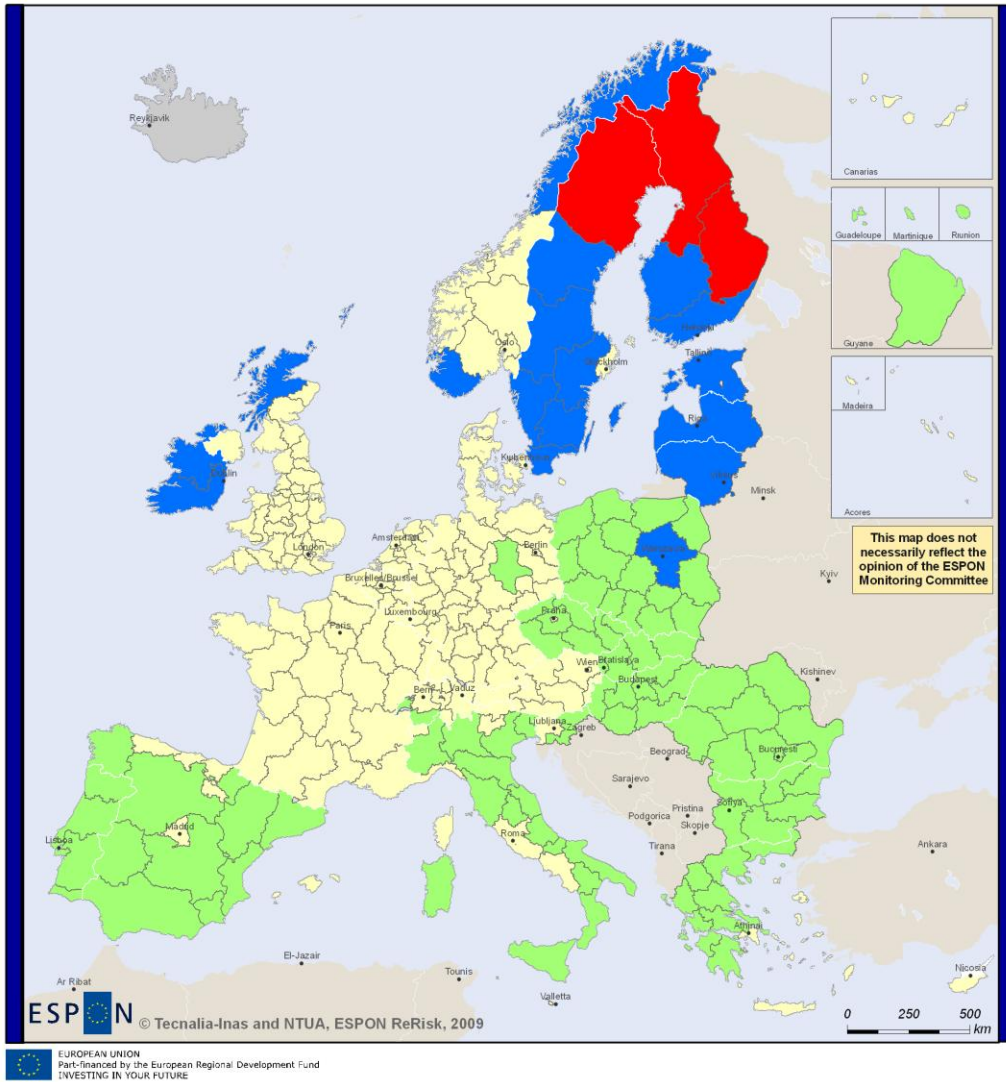 Reykjavik
Canarias
Guadeloupe
Martinique
Runion
Guyane
Oslo
Stockholm
Helsinki
Tallinn
Madeira
Riga
Dublin
Kobenhavn
Vilnius
Minsk
Acores
This map does not
necessarily reflect the
opinion of the ESPON
Monitoring Committee
London
Amsterdam
Berlin
Warszawa
Kyiv
Bruxelles/Brussel
Luxembourg
Praha
Paris
Wien
Bratislava
Budapest
Kishinev
Bern
Vaduz
Ljubljana
Zagreb
Beograd
Bucuresti
Sarajevo
Pristina
Sofiya
Podgorica
Skopje
Madrid
Lisboa
Roma
Tirana
Ankara
Athinai
Nicosia
El-Jazair
Tounis
Ar Ribat
Valletta
ESPON
© Tecnalia-Inas and NTUA, ESPON ReRisk, 2009
0 250 500
km
EUROPEAN UNION
Part-financed by the European Regional Development Fund
INVESTING IN YOUR FUTURE